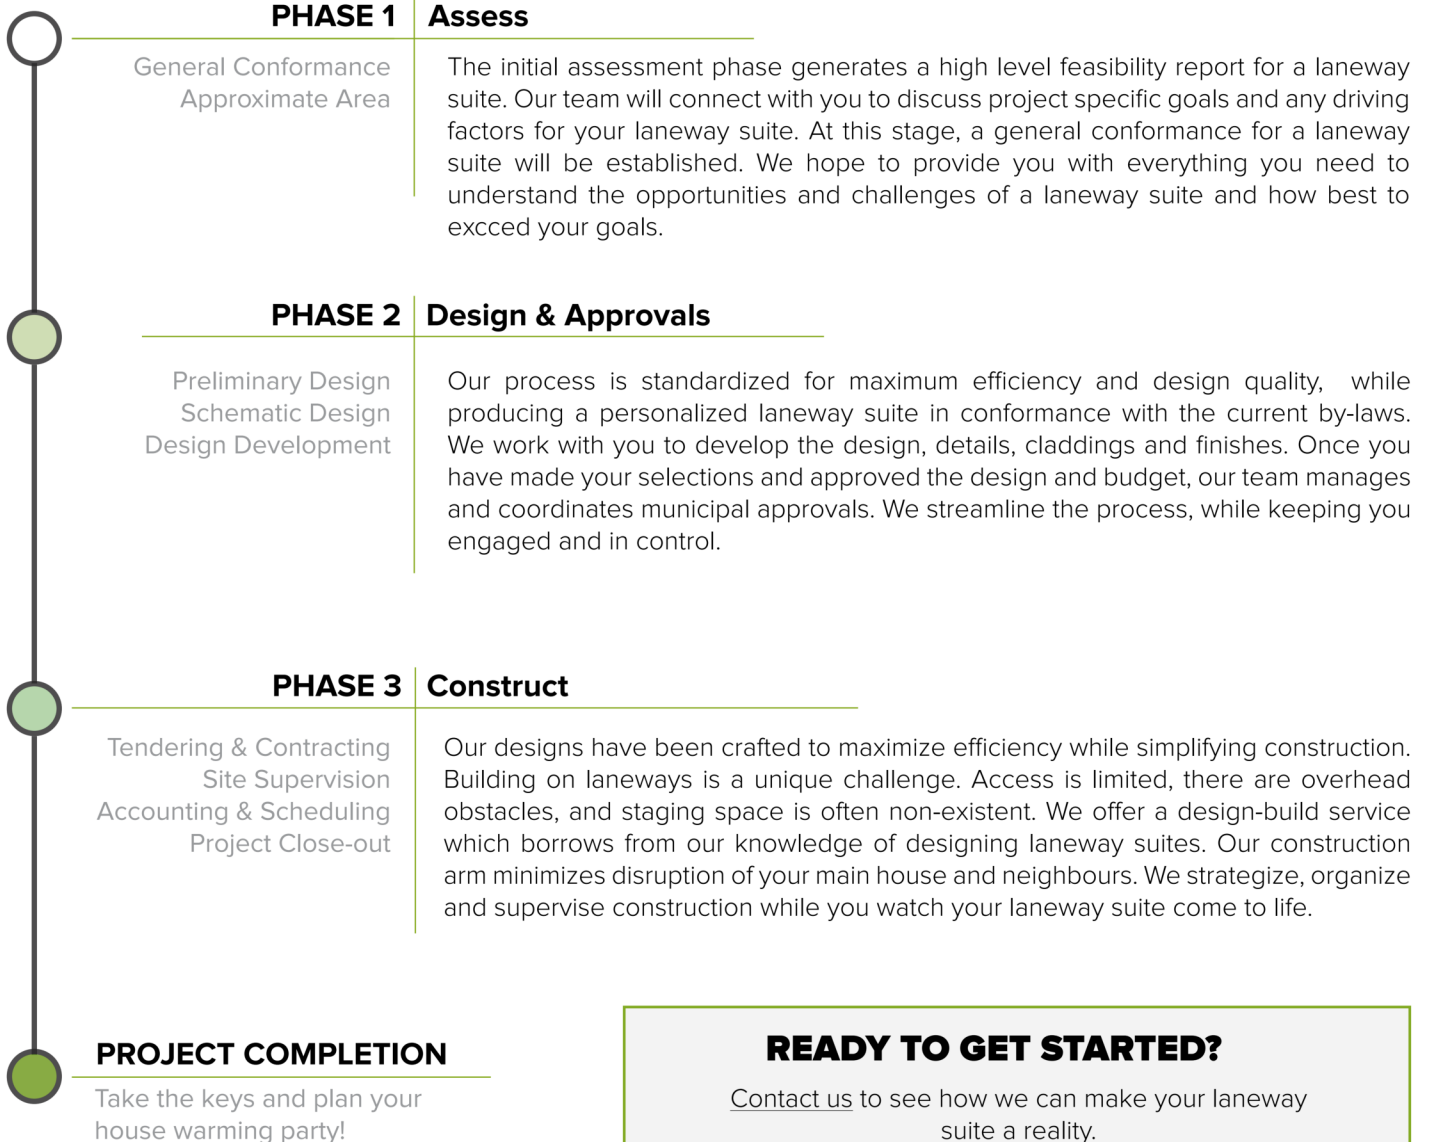 PHASE 1
Assess
General Conformance
Approximate Area
The initial assessment phase generates a high level feasibility report for a laneway
suite. Our team will connect with you to discuss project specific goals and any driving
factors for your laneway suite. At this stage, a general conformance for a laneway
suite will be established. We hope to provide you with everything you need to
understand the opportunities and challenges of a laneway suite and how best to
excced your goals.
PHASE 2
Design & Approvals
Preliminary Design
Schematic Design
Design Development
Our process is standardized for maximum efficiency and design quality, while
producing a personalized laneway suite in conformance with the current by-laws.
We work with you to develop the design, details, claddings and finishes. Once you
have made your selections and approved the design and budget, our team manages
and coordinates municipal approvals. We streamline the process, while keeping you
engaged and in control.
PHASE 3
Construct
Tendering & Contracting
Site Supervision
Accounting & Scheduling
Project Close-out
Our designs have been crafted to maximize efficiency while simplifying construction.
Building on laneways is a unique challenge. Access is limited, there are overhead
obstacles, and staging space is often non-existent. We offer a design-build service
which borrows from our knowledge of designing laneway suites. Our construction
arm minimizes disruption of your main house and neighbours. We strategize, organize
and supervise construction while you watch your laneway suite come to life.
PROJECT COMPLETION
Take the keys and plan your
house warming party!
READY TO GET STARTED?
Contact us to see how we can make your laneway
suite a reality.